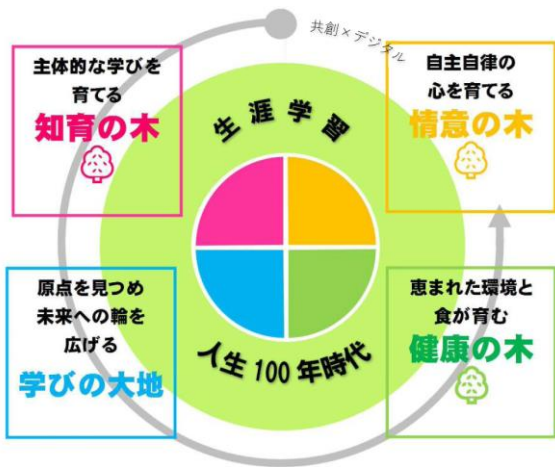 共創×デジタル
主体的な学びを
育てる
知育の木
自主自律の
心を育てる
情意の木
生涯学習
原点を見つめ
未来への輪を
広げる
学びの大地
恵まれた環境と
食が育む
健康の木
人生100年時代